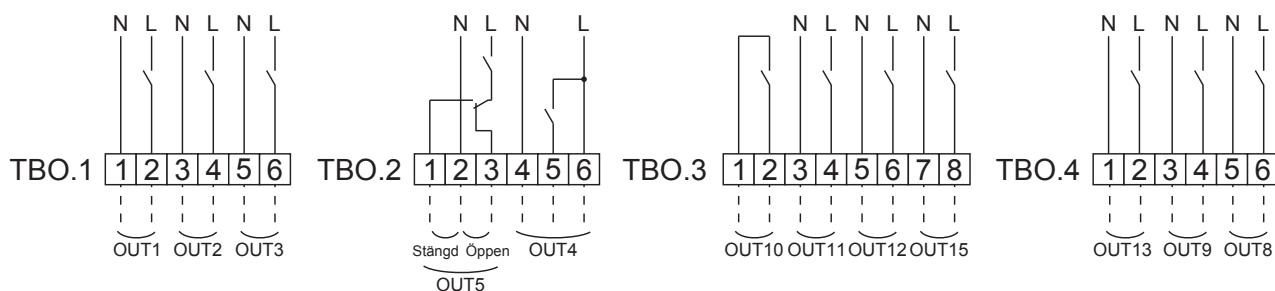 N L N L N L
N L N L
N L N L N L
N L N L N L
TBO.1 1 2 3 4 5 6
TBO.2 1 2 3 4 5 6
TBO.3 1 2 3 4 5 6 7 8
TBO.4 1 2 3 4 5 6
OUT1 OUT2 OUT3
Stängd Öppen OUT4
OUT5
OUT10 OUT11 OUT12 OUT15
OUT13 OUT9 OUT8